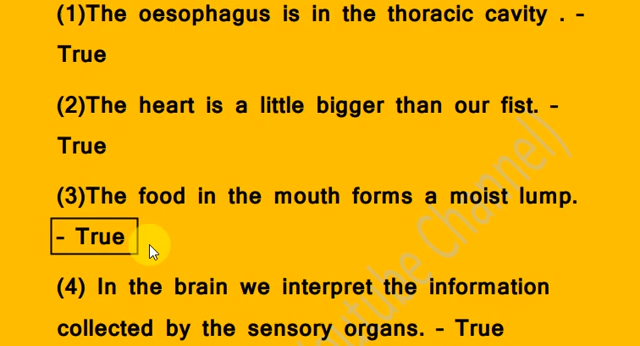 (1)The oesophagus is in the thoracic cavity . -
True
(2)The heart is a little bigger than our fist. -
True
(3)The food in the mouth forms a moist lump.
- True
(4) In the brain we interpret the information
collected by the sensory organs. - True
Channel)